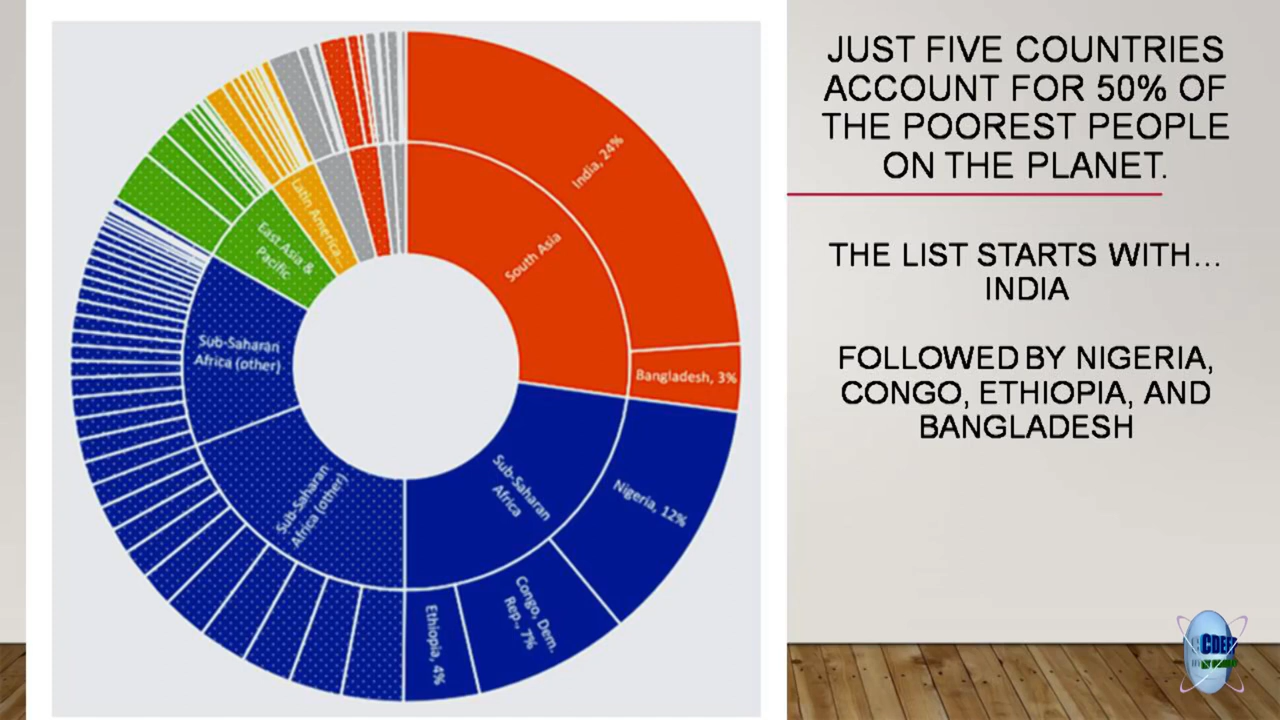 JUST FIVE COUNTRIES
ACCOUNT FOR 50% OF
THE POOREST PEOPLE
ON THE PLANET.
THE LIST STARTS WITH...
INDIA
FOLLOWED BY NIGERIA,
CONGO, ETHIOPIA, AND
BANGLADESH
India, 24%
South Asia
Bangladesh, 3%
Sub-Saharan
Africa
Nigeria, 12%
Congo, Dem.
Rep., 7%
Ethiopia, 4%
Sub-Saharan
Africa (other)
Sub-Saharan
Africa (other)
East Asia &
Pacific
Latin America...
CDEEP